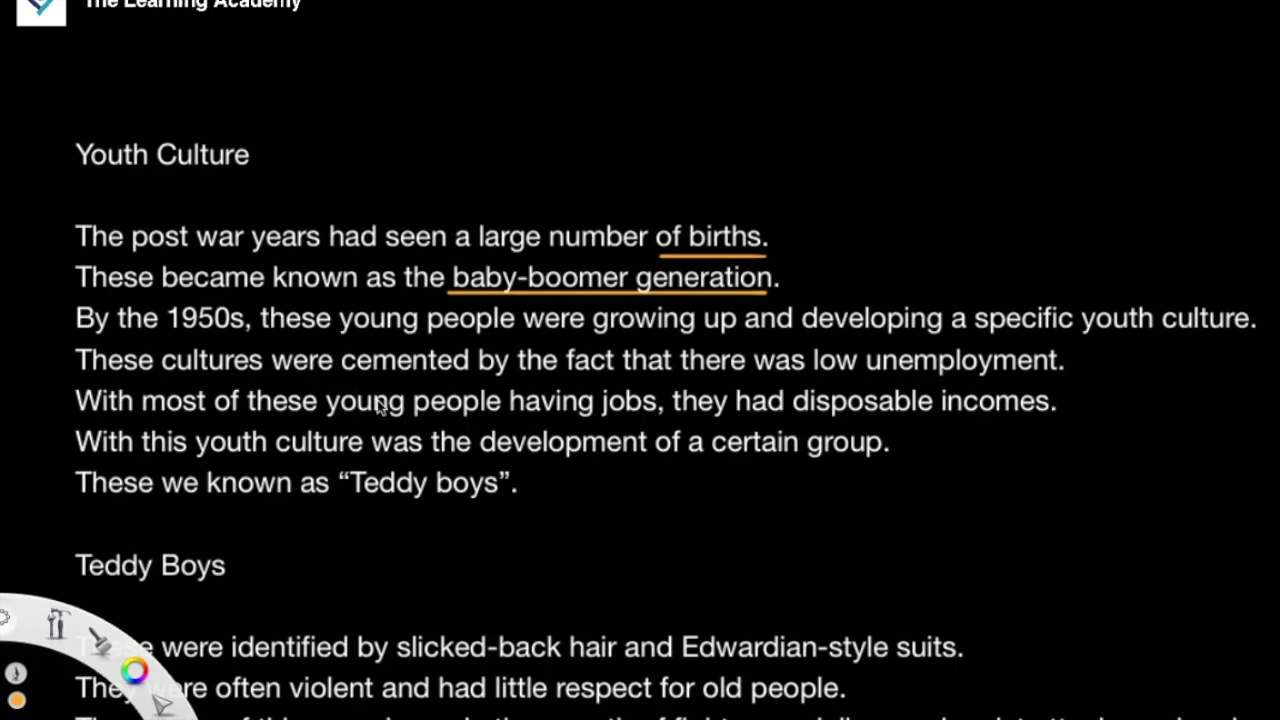 The Learning Academy
Youth Culture
The post war years had seen a large number of births.
These became known as the baby-boomer generation.
By the 1950s, these young people were growing up and developing a specific youth culture.
These cultures were cemented by the fact that there was low unemployment.
With most of these young people having jobs, they had disposable incomes.
With this youth culture was the development of a certain group.
These we known as “Teddy boys”.
Teddy Boys
These were identified by slicked-back hair and Edwardian-style suits.
They were often violent and had little respect for old people.